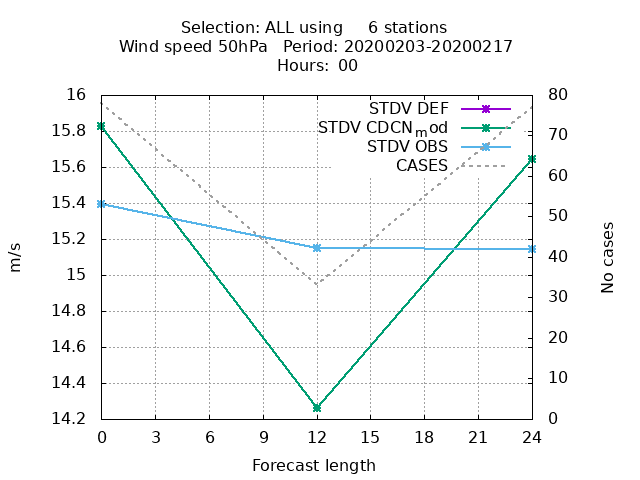 Selection: ALL using     6 stations
Wind speed 50hPa   Period: 20200203-20200217
Hours: 00
STDV DEF
STDV CDCN_mod
STDV OBS
CASES
16
15.8
15.6
15.4
15.2
15
14.8
14.6
14.4
14.2
m/s
80
70
60
50
40
30
20
10
0
No cases
0 3 6 9 12 15 18 21 24
Forecast length